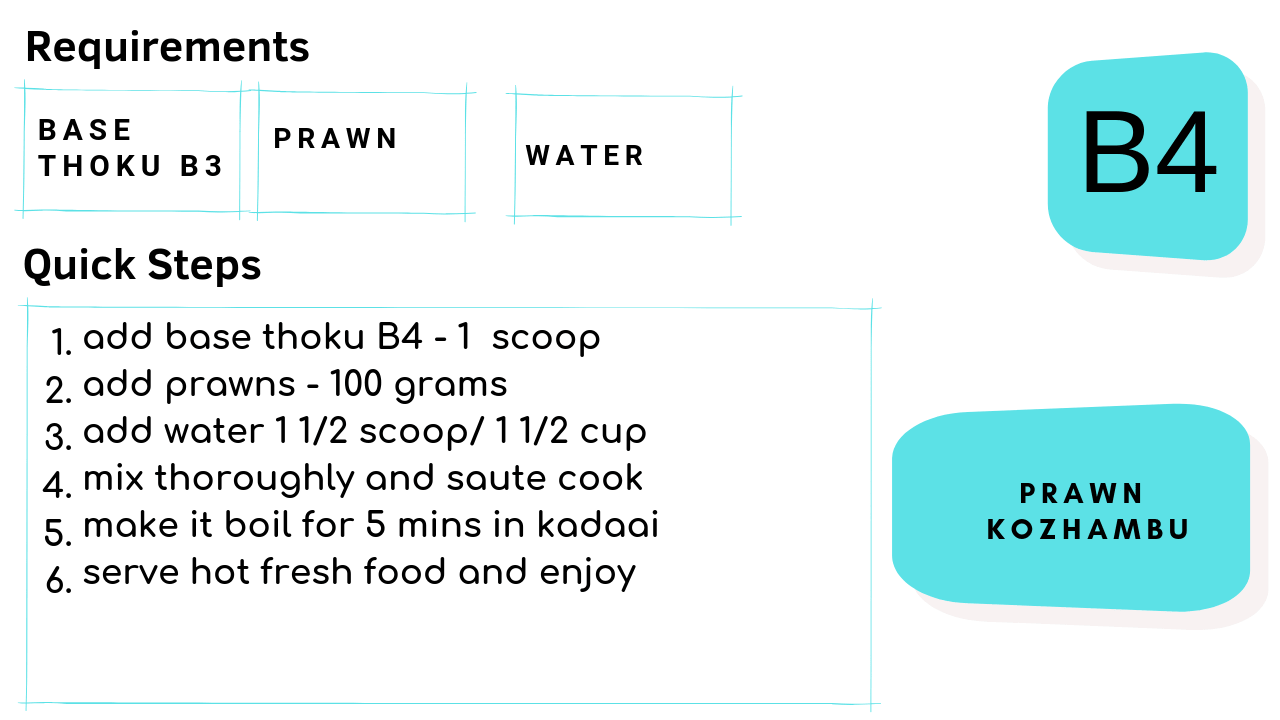 Requirements
BASE
THOKU B3
PRAWN
WATER
B4
Quick Steps
1. add base thoku B4 - 1 scoop
2. add prawns - 100 grams
3. add water 1 1/2 scoop/ 1 1/2 cup
4. mix thoroughly and saute cook
5. make it boil for 5 mins in kadaai
6. serve hot fresh food and enjoy
PRAWN
KOZHAMBU